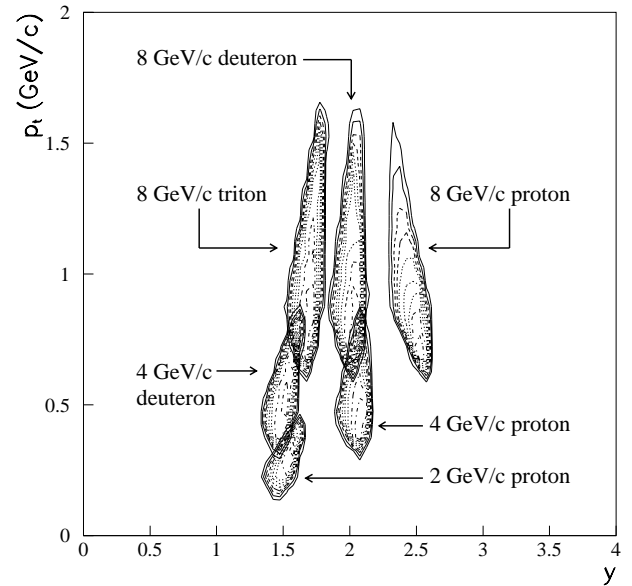 2
8 GeV/c deuteron
pt (GeV/c)
1.5
8 GeV/c triton
8 GeV/c proton
1
4 GeV/c
deuteron
0.5
4 GeV/c proton
2 GeV/c proton
0
0 0.5 1 1.5 2 2.5 3 3.5 4
y